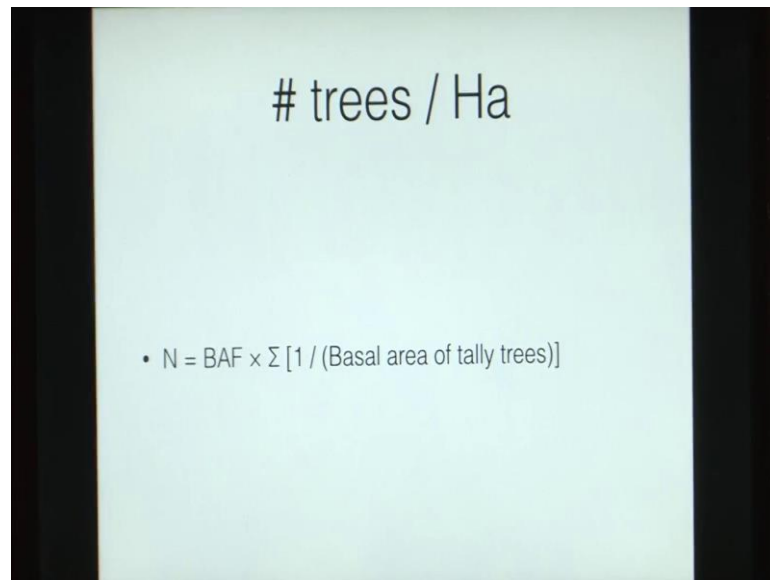 # trees / Ha
• N = BAF x Σ [1 / (Basal area of tally trees)]